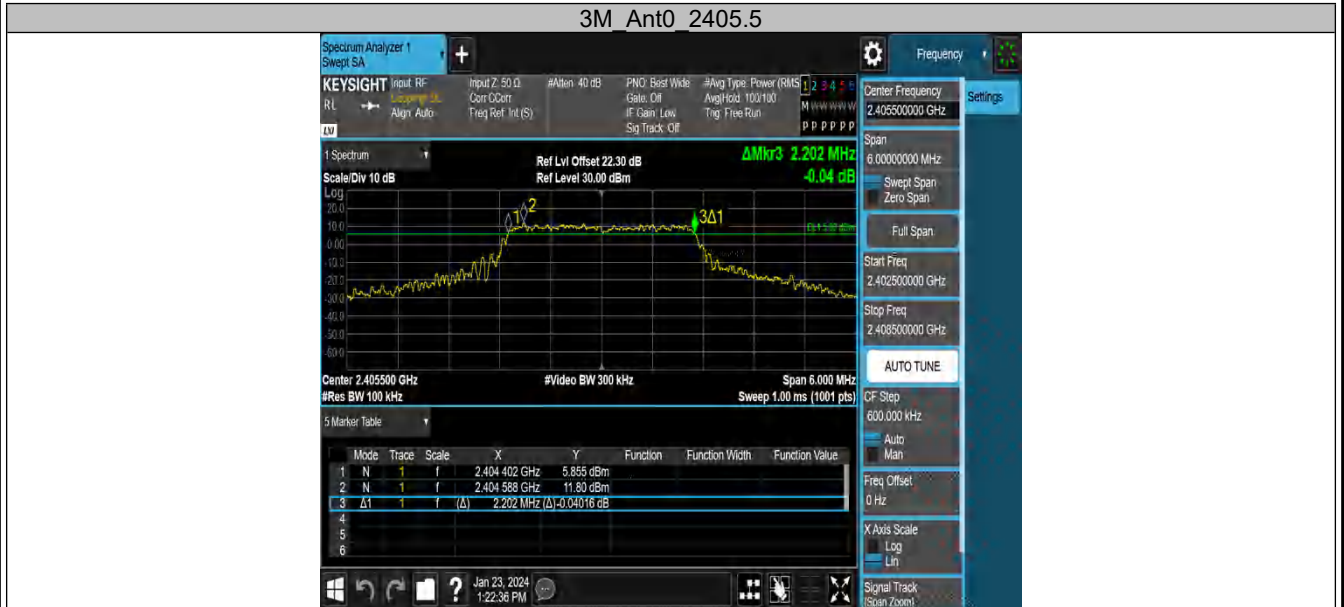 3M_Ant0_2405.5
Spectrum Analyzer 1
Swept SA
+
Frequency
KEYSIGHT Input: RF
RL
Align: Auto
LXI
Input Z: 50 Ω
Corr CCorr
Freq Ref: Int (S)
#Atten: 40 dB
PNO: Best Wide
Gate: Off
IF Gain: Low
Sig Track: Off
#Avg Type: Power (RMS
Avg|Hold: 100/100
Trig: Free Run
1 2 3 4 5 6
M W W W W W
P P P P P P
Center Frequency
2.405500000 GHz
Settings
Span
6.00000000 MHz
Swept Span
Zero Span
Full Span
Start Freq
2.402500000 GHz
Stop Freq
2.408500000 GHz
AUTO TUNE
CF Step
600.000 kHz
Auto
Man
Freq Offset
0 Hz
X Axis Scale
Log
Lin
Signal Track
(Span Zoom)
1 Spectrum
Scale/Div 10 dB
Ref Lvl Offset 22.30 dB
Ref Level 30.00 dBm
ΔMkr3 2.202 MHz
-0.04 dB
Log
20.0
10.0
0.00
-10.0
-20.0
-30.0
-40.0
-50.0
-60.0
1
2
3Δ1
Center 2.405500 GHz
#Res BW 100 kHz
#Video BW 300 kHz
Span 6.000 MHz
Sweep 1.00 ms (1001 pts)
5 Marker Table
Mode Trace Scale X Y Function Function Width Function Value
1 N 1 f 2.404 402 GHz 5.855 dBm
2 N 1 f 2.404 588 GHz 11.80 dBm
3 Δ1 1 f (Δ) 2.202 MHz (Δ) -0.04016 dB
4
5
6
?
Jan 23, 2024
1:22:36 PM